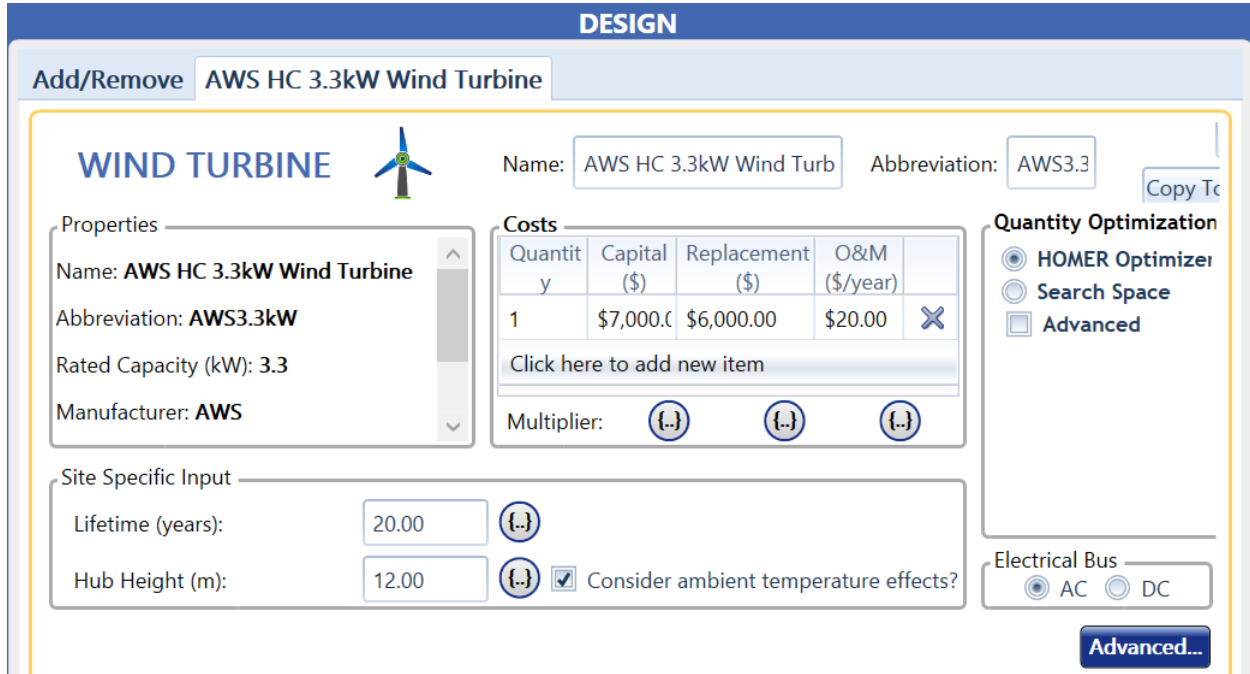 DESIGN
Add/Remove AWS HC 3.3kW Wind Turbine
WIND TURBINE
Name: AWS HC 3.3kW Wind Turb Abbreviation: AWS3.3
Copy To
Properties
Name: AWS HC 3.3kW Wind Turbine
Abbreviation: AWS3.3kW
Rated Capacity (kW): 3.3
Manufacturer: AWS
Costs
Quantit Capital Replacement O&M
y ($) ($) ($/year)
1 $7,000.( $6,000.00 $20.00
Click here to add new item
Multiplier: {..} {..} {..}
Quantity Optimization
HOMER Optimizer
Search Space
Advanced
Site Specific Input
Lifetime (years): 20.00 {..}
Hub Height (m): 12.00 {..} Consider ambient temperature effects?
Electrical Bus
AC DC
Advanced...